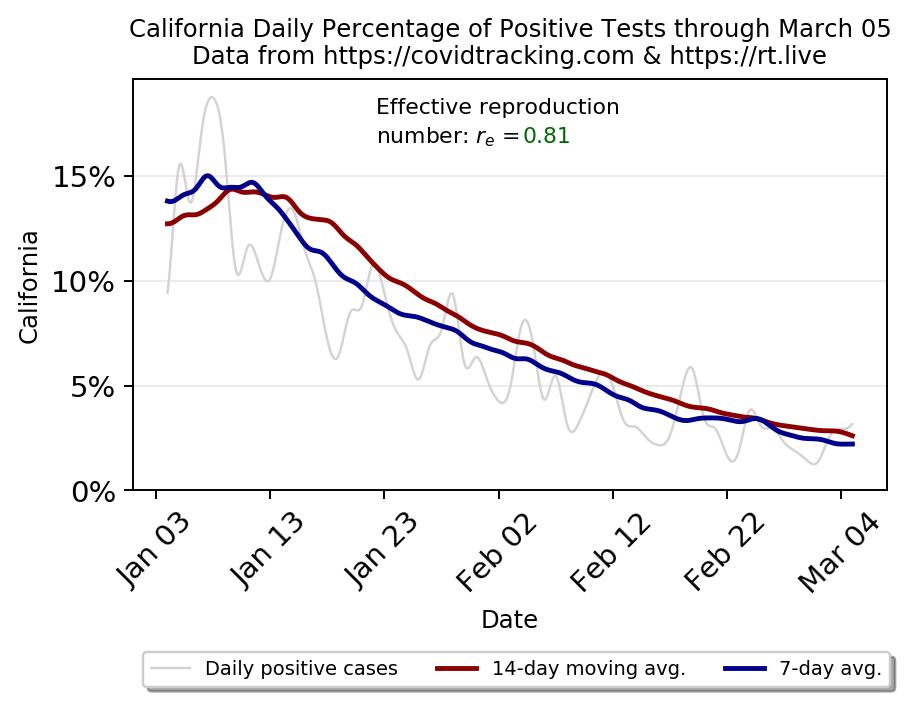 California Daily Percentage of Positive Tests through March 05
Data from https://covidtracking.com & https://rt.live
Effective reproduction
number: rₑ =0.81
15%
10%
5%
0%
California
Jan 03
Jan 13
Jan 23
Feb 02
Feb 12
Feb 22
Mar 04
Date
Daily positive cases
14-day moving avg.
7-day avg.